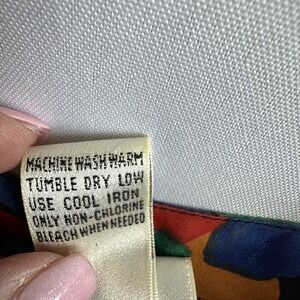 MACHINE WASH WARM
TUMBLE DRY LOW
USE COOL IRON
ONLY NON-CHLORINE
BLEACH WHEN NEEDED